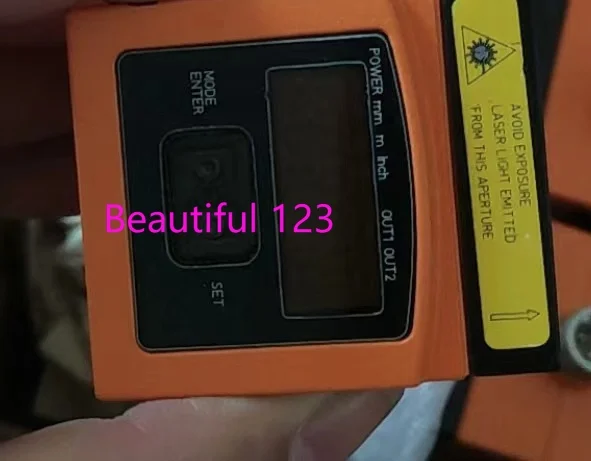 POWER mm m Inch OUT1 OUT2
MODE
ENTER
SET
Beautiful 123
AVOID EXPOSURE
LASER LIGHT EMITTED
FROM THIS APERTURE